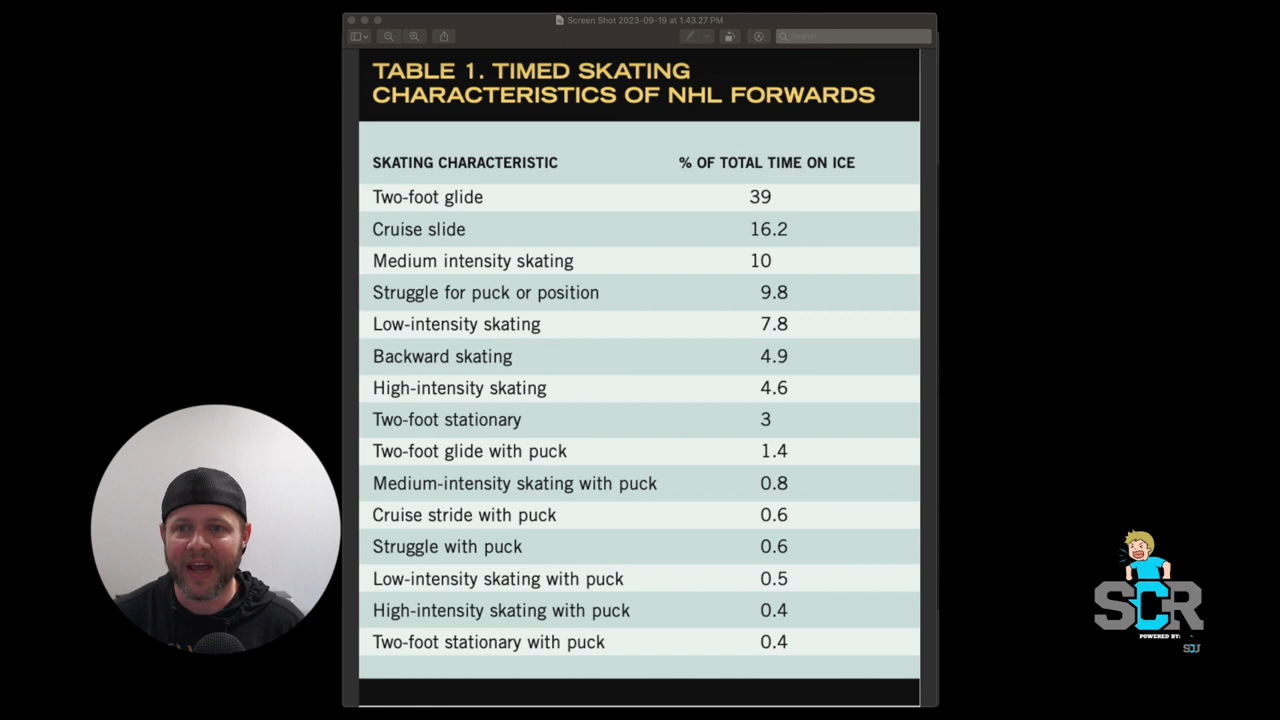 Screen Shot 2023-09-19 at 1.43.27 PM
Search
TABLE 1. TIMED SKATING
CHARACTERISTICS OF NHL FORWARDS
SKATING CHARACTERISTIC % OF TOTAL TIME ON ICE
Two-foot glide 39
Cruise slide 16.2
Medium intensity skating 10
Struggle for puck or position 9.8
Low-intensity skating 7.8
Backward skating 4.9
High-intensity skating 4.6
Two-foot stationary 3
Two-foot glide with puck 1.4
Medium-intensity skating with puck 0.8
Cruise stride with puck 0.6
Struggle with puck 0.6
Low-intensity skating with puck 0.5
High-intensity skating with puck 0.4
Two-foot stationary with puck 0.4
SCR
POWERED BY: